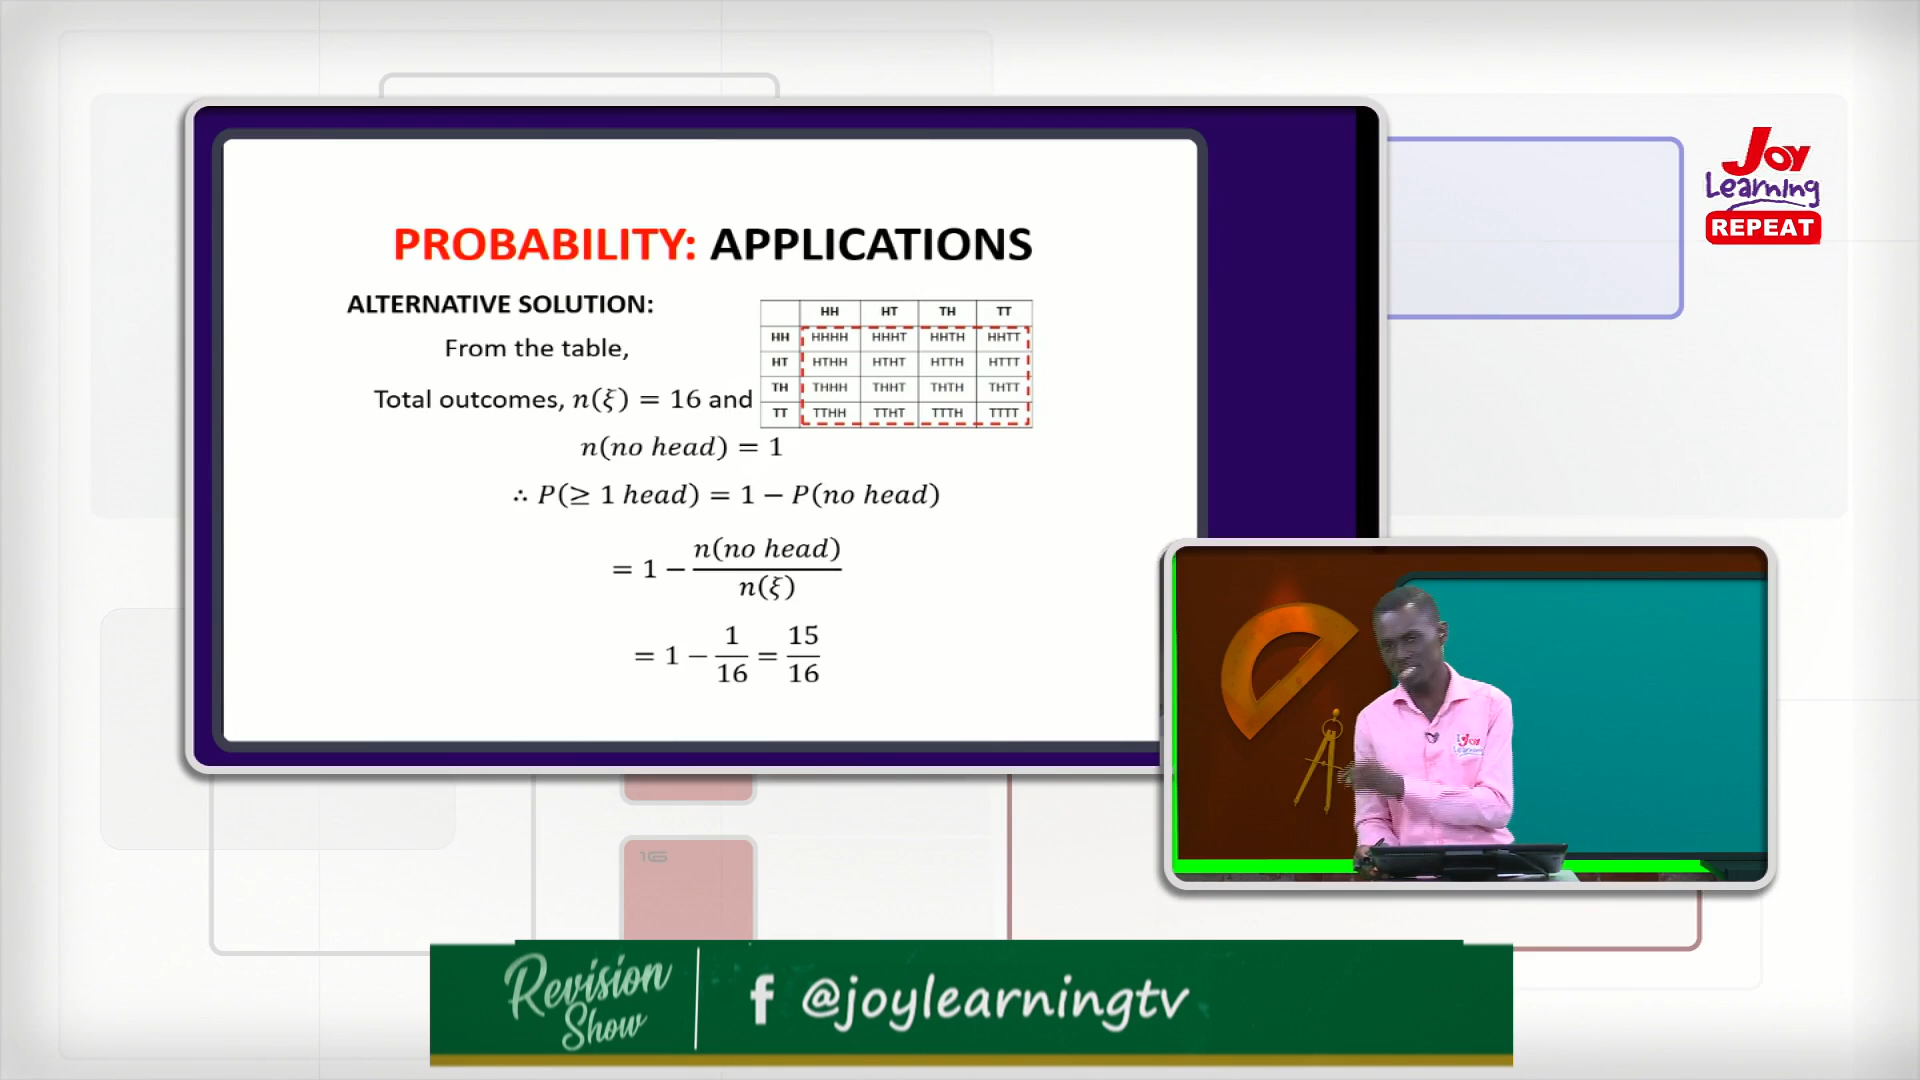 PROBABILITY: APPLICATIONS
ALTERNATIVE SOLUTION:
From the table,
Total outcomes, n(ξ) = 16 and
HH HT TH TT
HH HHHH HHHT HHTH HHTT
HT HTHH HTHT HTTH HTTT
TH THHH THHT THTH THTT
TT TTHH TTHT TTTH TTTT
n(no head) = 1
∴ P(≥ 1 head) = 1 − P(no head)
= 1 − n(no head) / n(ξ)
= 1 − 1/16 = 15/16
Joy
Learning
REPEAT
Joy
Learning
16
Revision
Show
f @joylearningtv